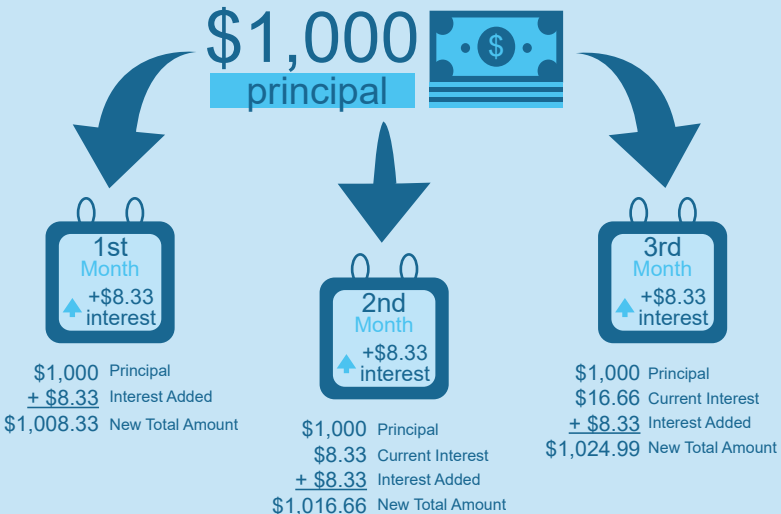 $1,000
principal
$
1st
Month
+$8.33
interest
$1,000 Principal
+ $8.33 Interest Added
$1,008.33 New Total Amount
2nd
Month
+$8.33
interest
$1,000 Principal
$8.33 Current Interest
+ $8.33 Interest Added
$1,016.66 New Total Amount
3rd
Month
+$8.33
interest
$1,000 Principal
$16.66 Current Interest
+ $8.33 Interest Added
$1,024.99 New Total Amount